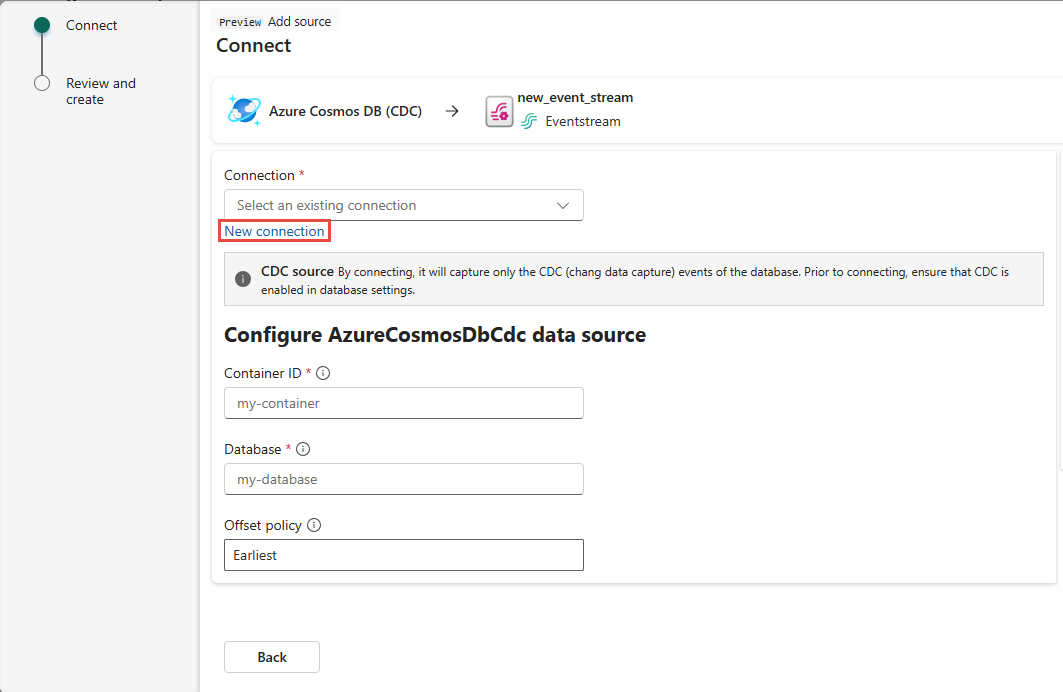 Connect
Review and
create
Preview Add source
Connect
Azure Cosmos DB (CDC)
new_event_stream
Eventstream
Connection *
Select an existing connection
New connection
CDC source By connecting, it will capture only the CDC (chang data capture) events of the database. Prior to connecting, ensure that CDC is
enabled in database settings.
Configure AzureCosmosDbCdc data source
Container ID *
my-container
Database *
my-database
Offset policy
Earliest
Back